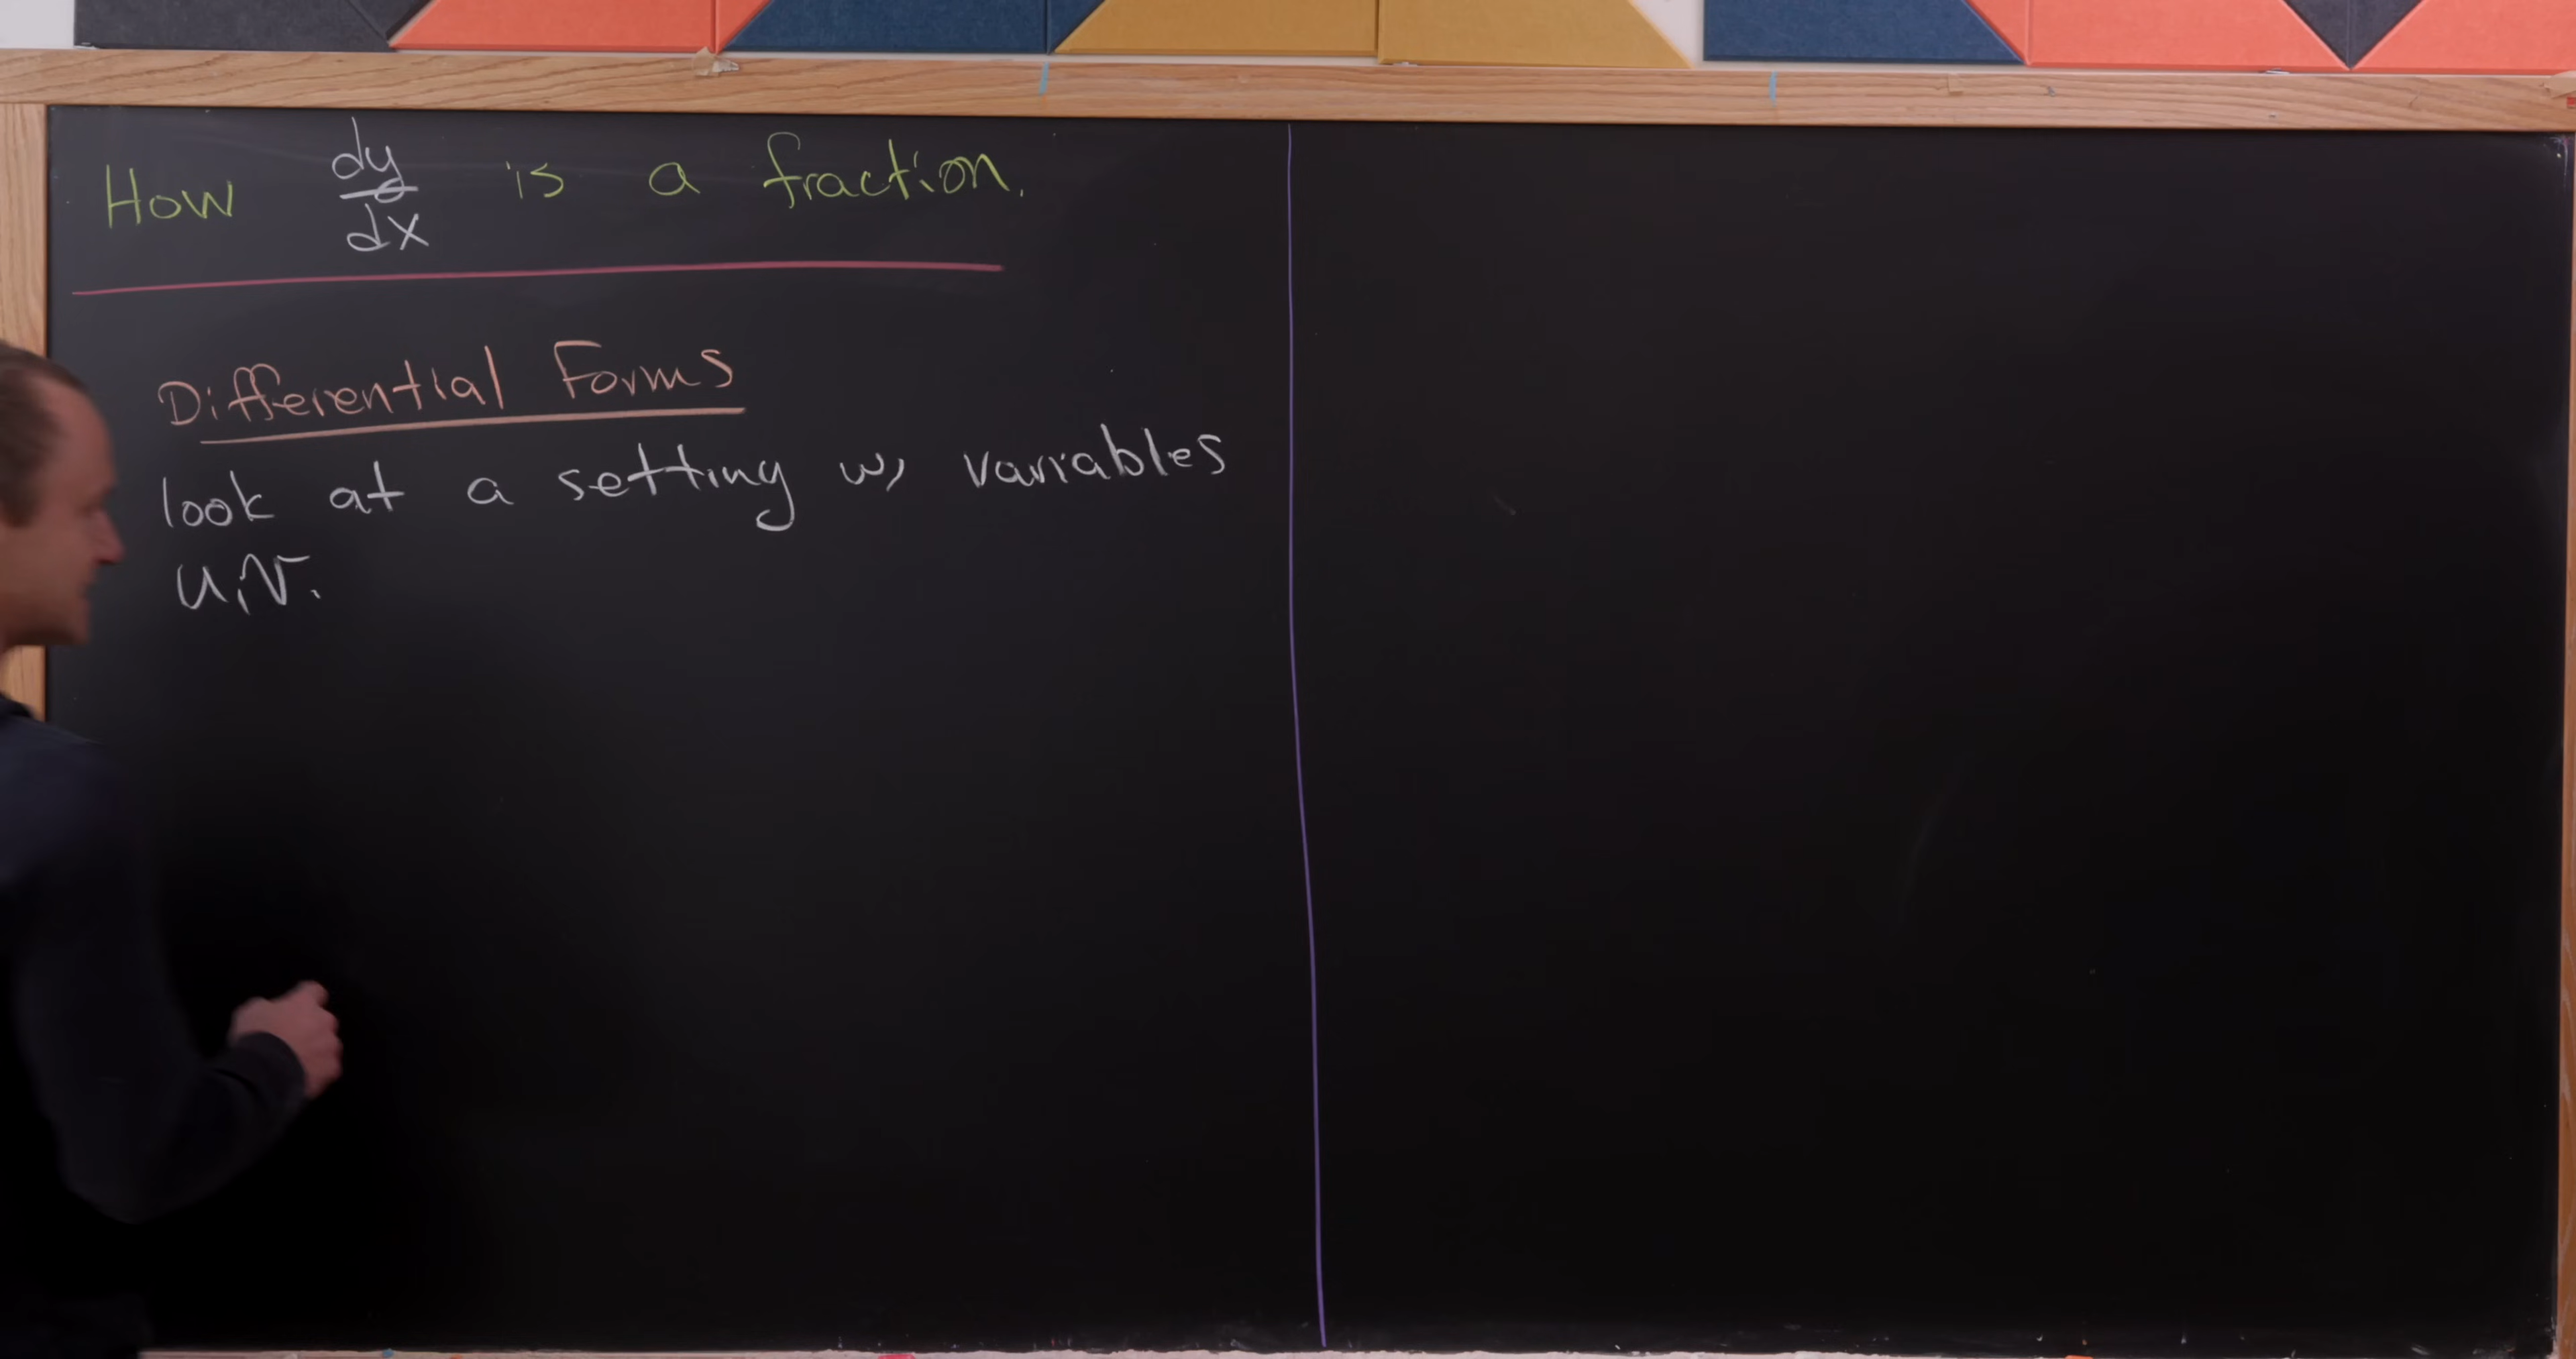 How dy/dx is a fraction.
Differential Forms
look at a setting w/ variables
u,v.